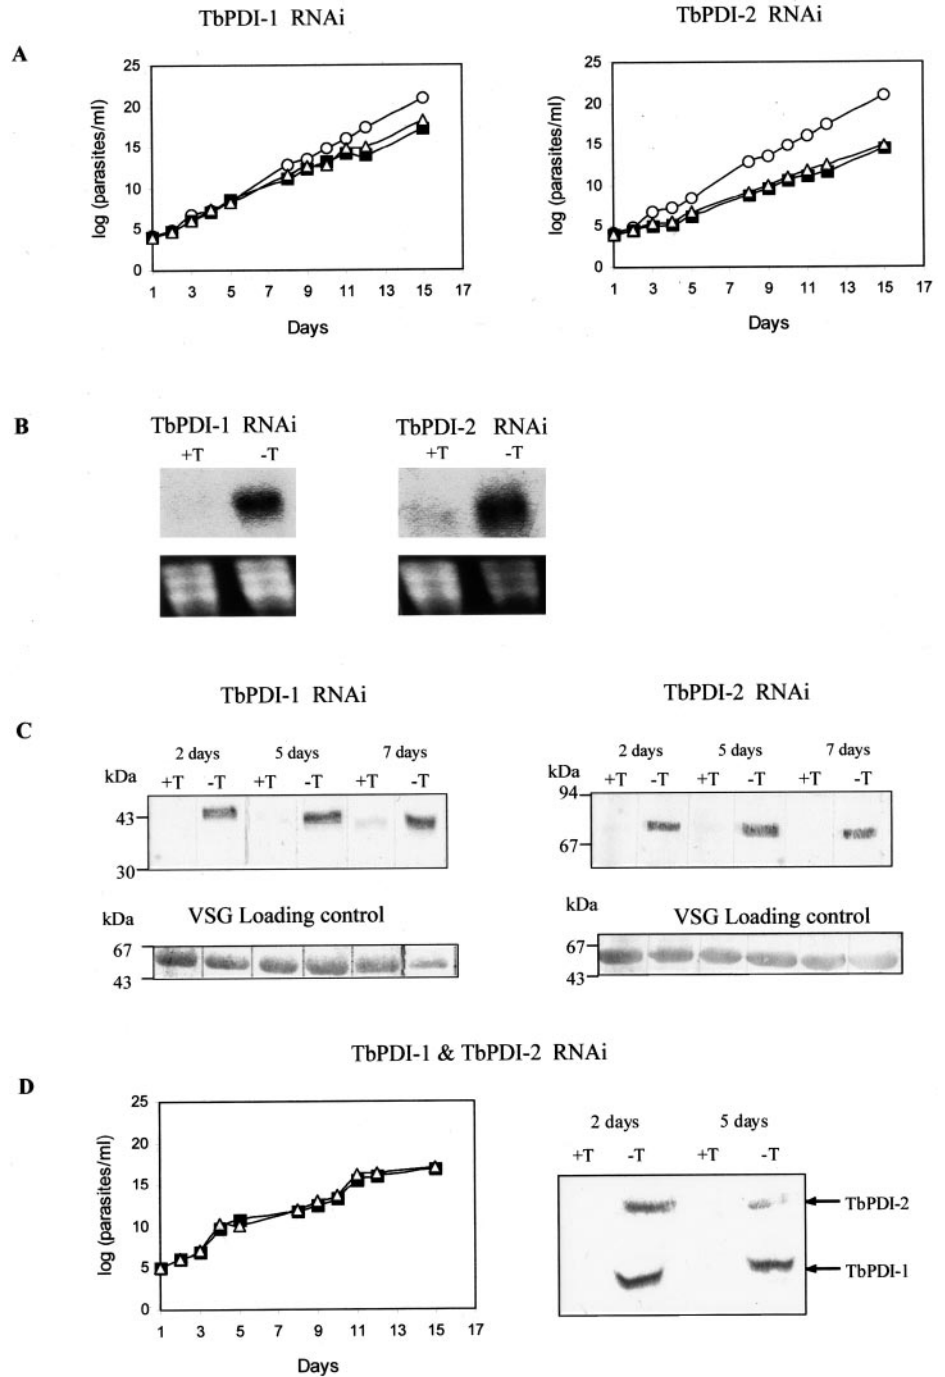 TbPDI-1 RNAi
TbPDI-2 RNAi
A
25
20
15
10
5
0
log (parasites/ml)
1 3 5 7 9 11 13 15 17
Days
25
20
15
10
5
0
log (parasites/ml)
1 3 5 7 9 11 13 15 17
Days
B
TbPDI-1 RNAi
+T -T
TbPDI-2 RNAi
+T -T
TbPDI-1 RNAi
TbPDI-2 RNAi
C
2 days 5 days 7 days
kDa +T -T +T -T +T -T
43
30
2 days 5 days 7 days
kDa +T -T +T -T +T -T
94
67
kDa VSG Loading control
67
43
kDa VSG Loading control
67
43
TbPDI-1 & TbPDI-2 RNAi
D
25
20
15
10
5
0
log (parasites/ml)
1 3 5 7 9 11 13 15 17
Days
2 days 5 days
+T -T +T -T
TbPDI-2
TbPDI-1